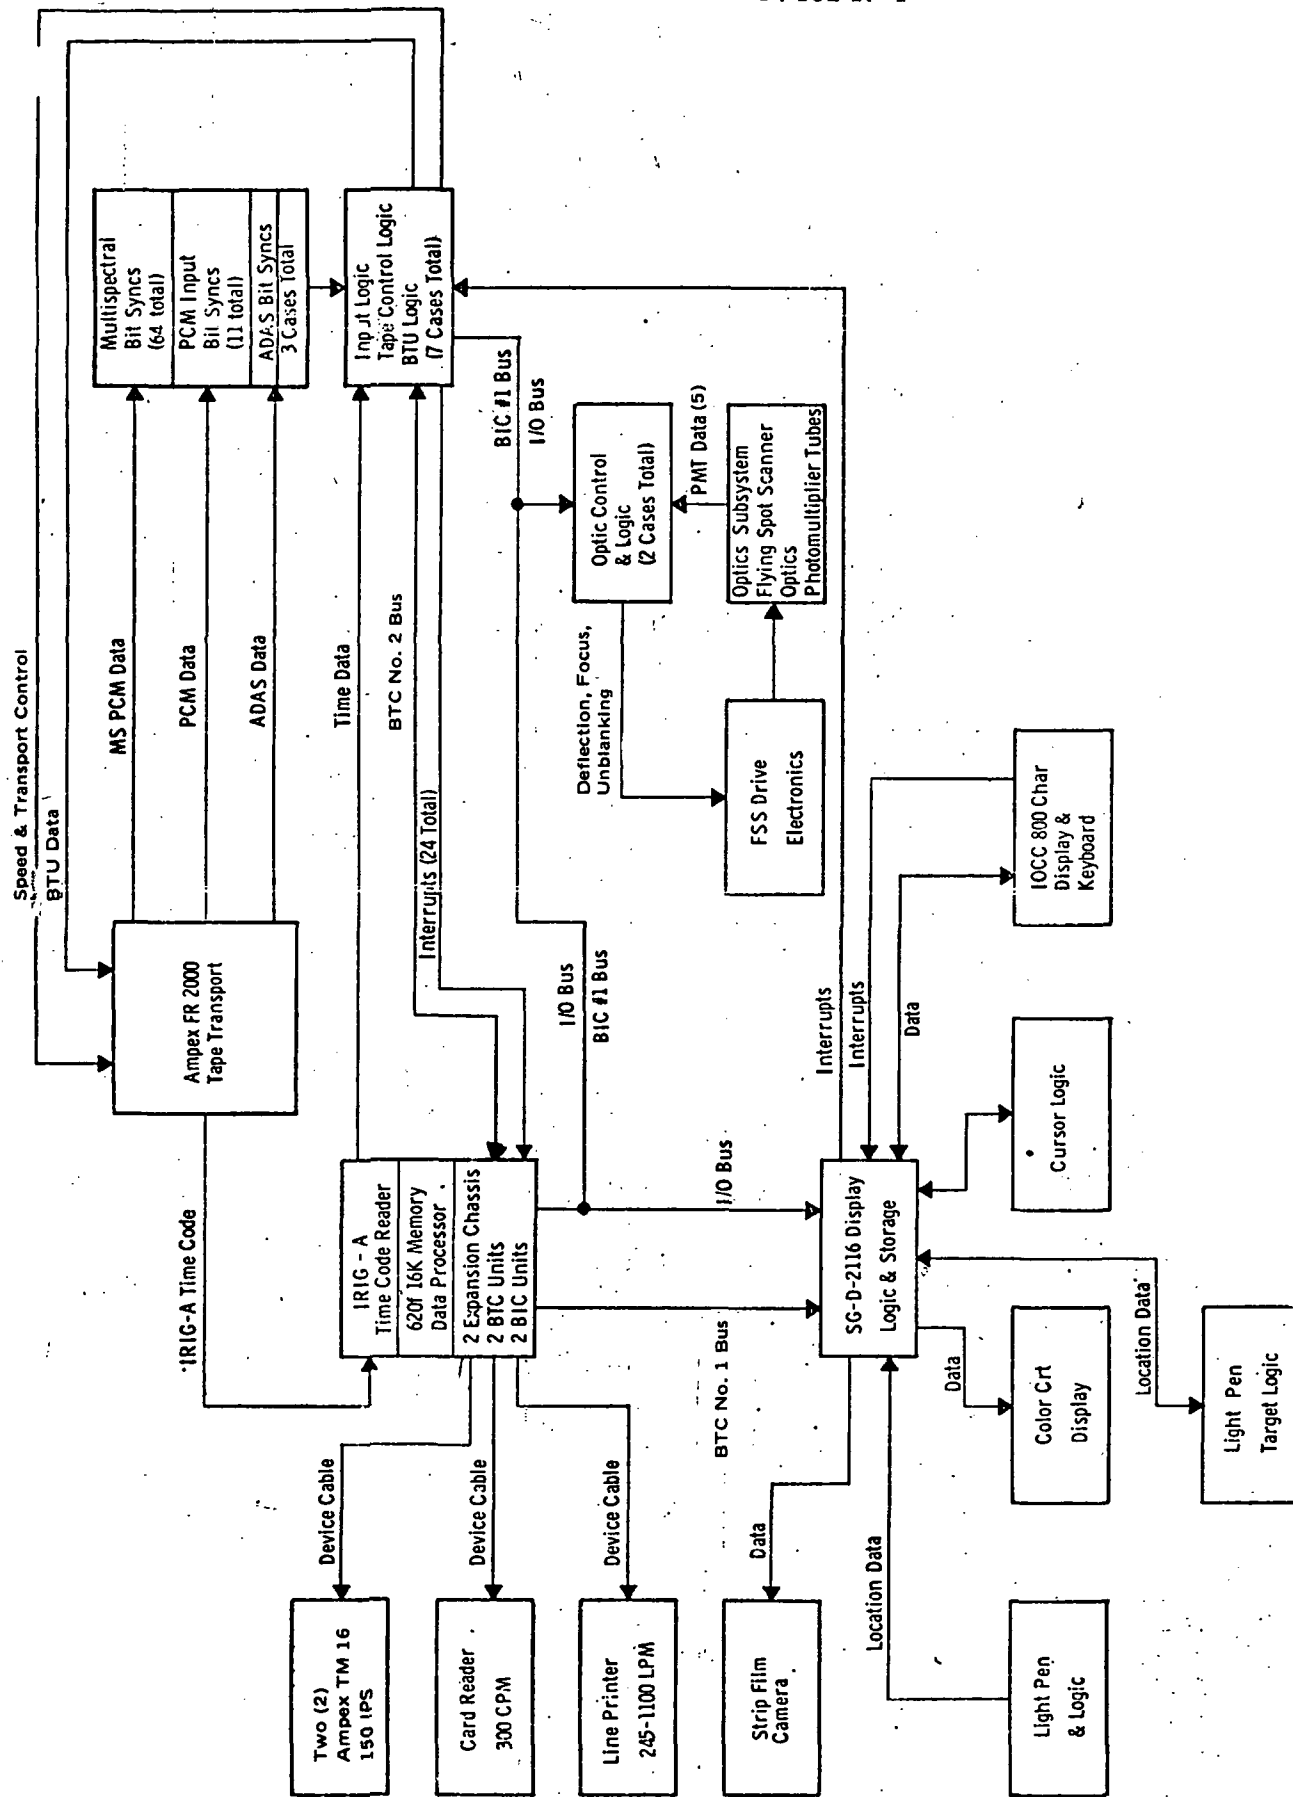 Speed & Transport Control
BTU Data
Ampex FR 2000
Tape Transport
MS PCM Data
PCM Data
ADAS Data
Multispectral
Bit Syncs
(64 total)
PCM Input
Bil Syncs
(11 total)
ADAS Bit Syncs
3 Cases Total
IRIG-A Time Code
Time Data
BTC No. 2 Bus
Interrupts (24 Total)
Input Logic
Tape Control Logic
BTU Logic
(7 Cases Total)
IRIG - A
Time Code Reader
620f 16K Memory
Data Processor
2 Expansion Chassis
2 BTC Units
2 BIC Units
BIC #1 Bus
I/O Bus
I/O Bus
BIC #1 Bus
Optic Control
& Logic
(2 Cases Total)
PMT Data (5)
Deflection, Focus,
Unblanking
FSS Drive
Electronics
Optics Subsystem
Flying Spot Scanner
Optics
Photomultiplier Tubes
Device Cable
Two (2)
Ampex TM 16
150 IPS
Device Cable
Card Reader
300 CPM
Device Cable
Line Printer
245-1100 LPM
BTC No. 1 Bus
I/O Bus
Interrupts
Interrupts
Data
SG-D-2116 Display
Logic & Storage
Data
Strip Film
Camera
Location Data
Light Pen
& Logic
Data
Color Crt
Display
Location Data
Light Pen
Target Logic
Cursor Logic
IOCC 800 Char
Display &
Keyboard